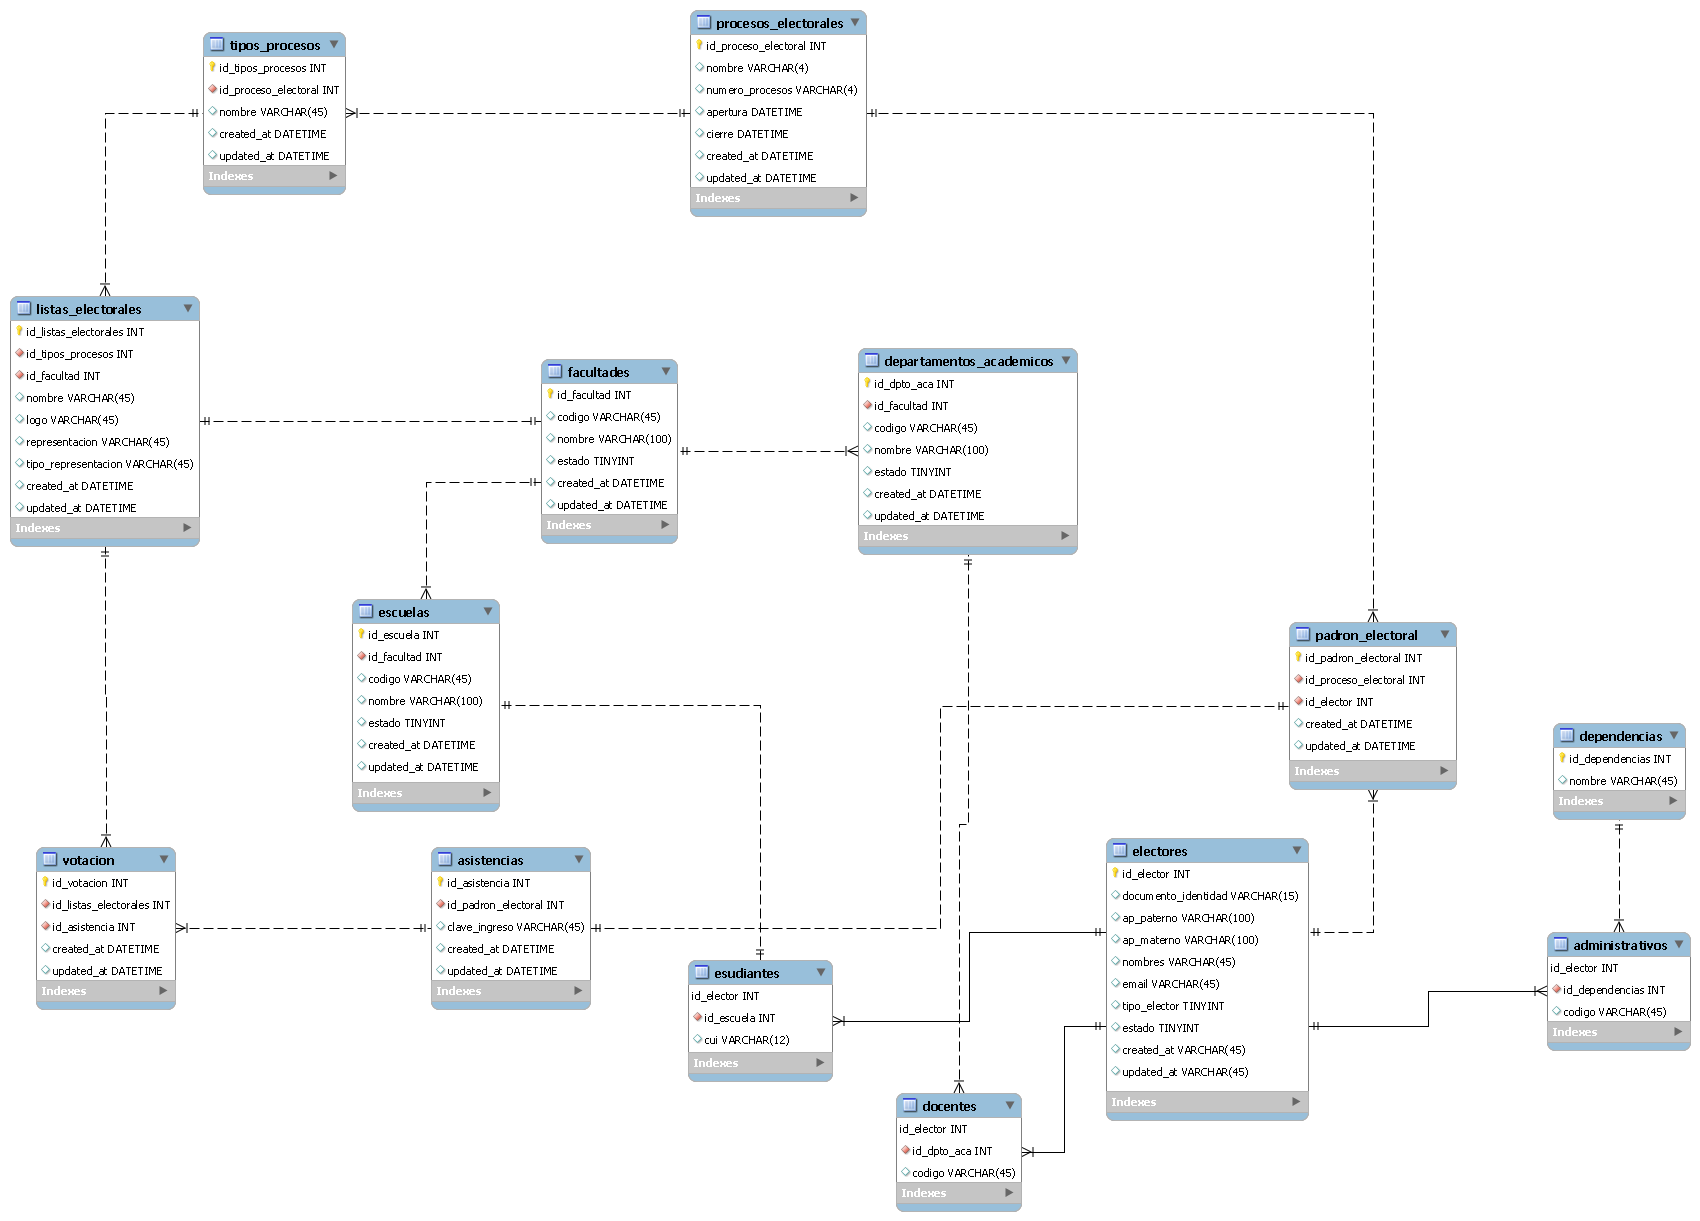 tipos_procesos
id_tipos_procesos INT
id_proceso_electoral INT
nombre VARCHAR(45)
created_at DATETIME
updated_at DATETIME
Indexes
procesos_electorales
id_proceso_electoral INT
nombre VARCHAR(4)
numero_procesos VARCHAR(4)
apertura DATETIME
cierre DATETIME
created_at DATETIME
updated_at DATETIME
Indexes
listas_electorales
id_listas_electorales INT
id_tipos_procesos INT
id_facultad INT
nombre VARCHAR(45)
logo VARCHAR(45)
representacion VARCHAR(45)
tipo_representacion VARCHAR(45)
created_at DATETIME
updated_at DATETIME
Indexes
facultades
id_facultad INT
codigo VARCHAR(45)
nombre VARCHAR(100)
estado TINYINT
created_at DATETIME
updated_at DATETIME
Indexes
departamentos_academicos
id_dpto_aca INT
id_facultad INT
codigo VARCHAR(45)
nombre VARCHAR(100)
estado TINYINT
created_at DATETIME
updated_at DATETIME
Indexes
escuelas
id_escuela INT
id_facultad INT
codigo VARCHAR(45)
nombre VARCHAR(100)
estado TINYINT
created_at DATETIME
updated_at DATETIME
Indexes
padron_electoral
id_padron_electoral INT
id_proceso_electoral INT
id_elector INT
created_at DATETIME
updated_at DATETIME
Indexes
dependencias
id_dependencias INT
nombre VARCHAR(45)
Indexes
votacion
id_votacion INT
id_listas_electorales INT
id_asistencia INT
created_at DATETIME
updated_at DATETIME
Indexes
asistencias
id_asistencia INT
id_padron_electoral INT
clave_ingreso VARCHAR(45)
created_at DATETIME
updated_at DATETIME
Indexes
esudiantes
id_elector INT
id_escuela INT
cui VARCHAR(12)
Indexes
electores
id_elector INT
documento_identidad VARCHAR(15)
ap_paterno VARCHAR(100)
ap_materno VARCHAR(100)
nombres VARCHAR(45)
email VARCHAR(45)
tipo_elector TINYINT
estado TINYINT
created_at VARCHAR(45)
updated_at VARCHAR(45)
Indexes
administrativos
id_elector INT
id_dependencias INT
codigo VARCHAR(45)
Indexes
docentes
id_elector INT
id_dpto_aca INT
codigo VARCHAR(45)
Indexes